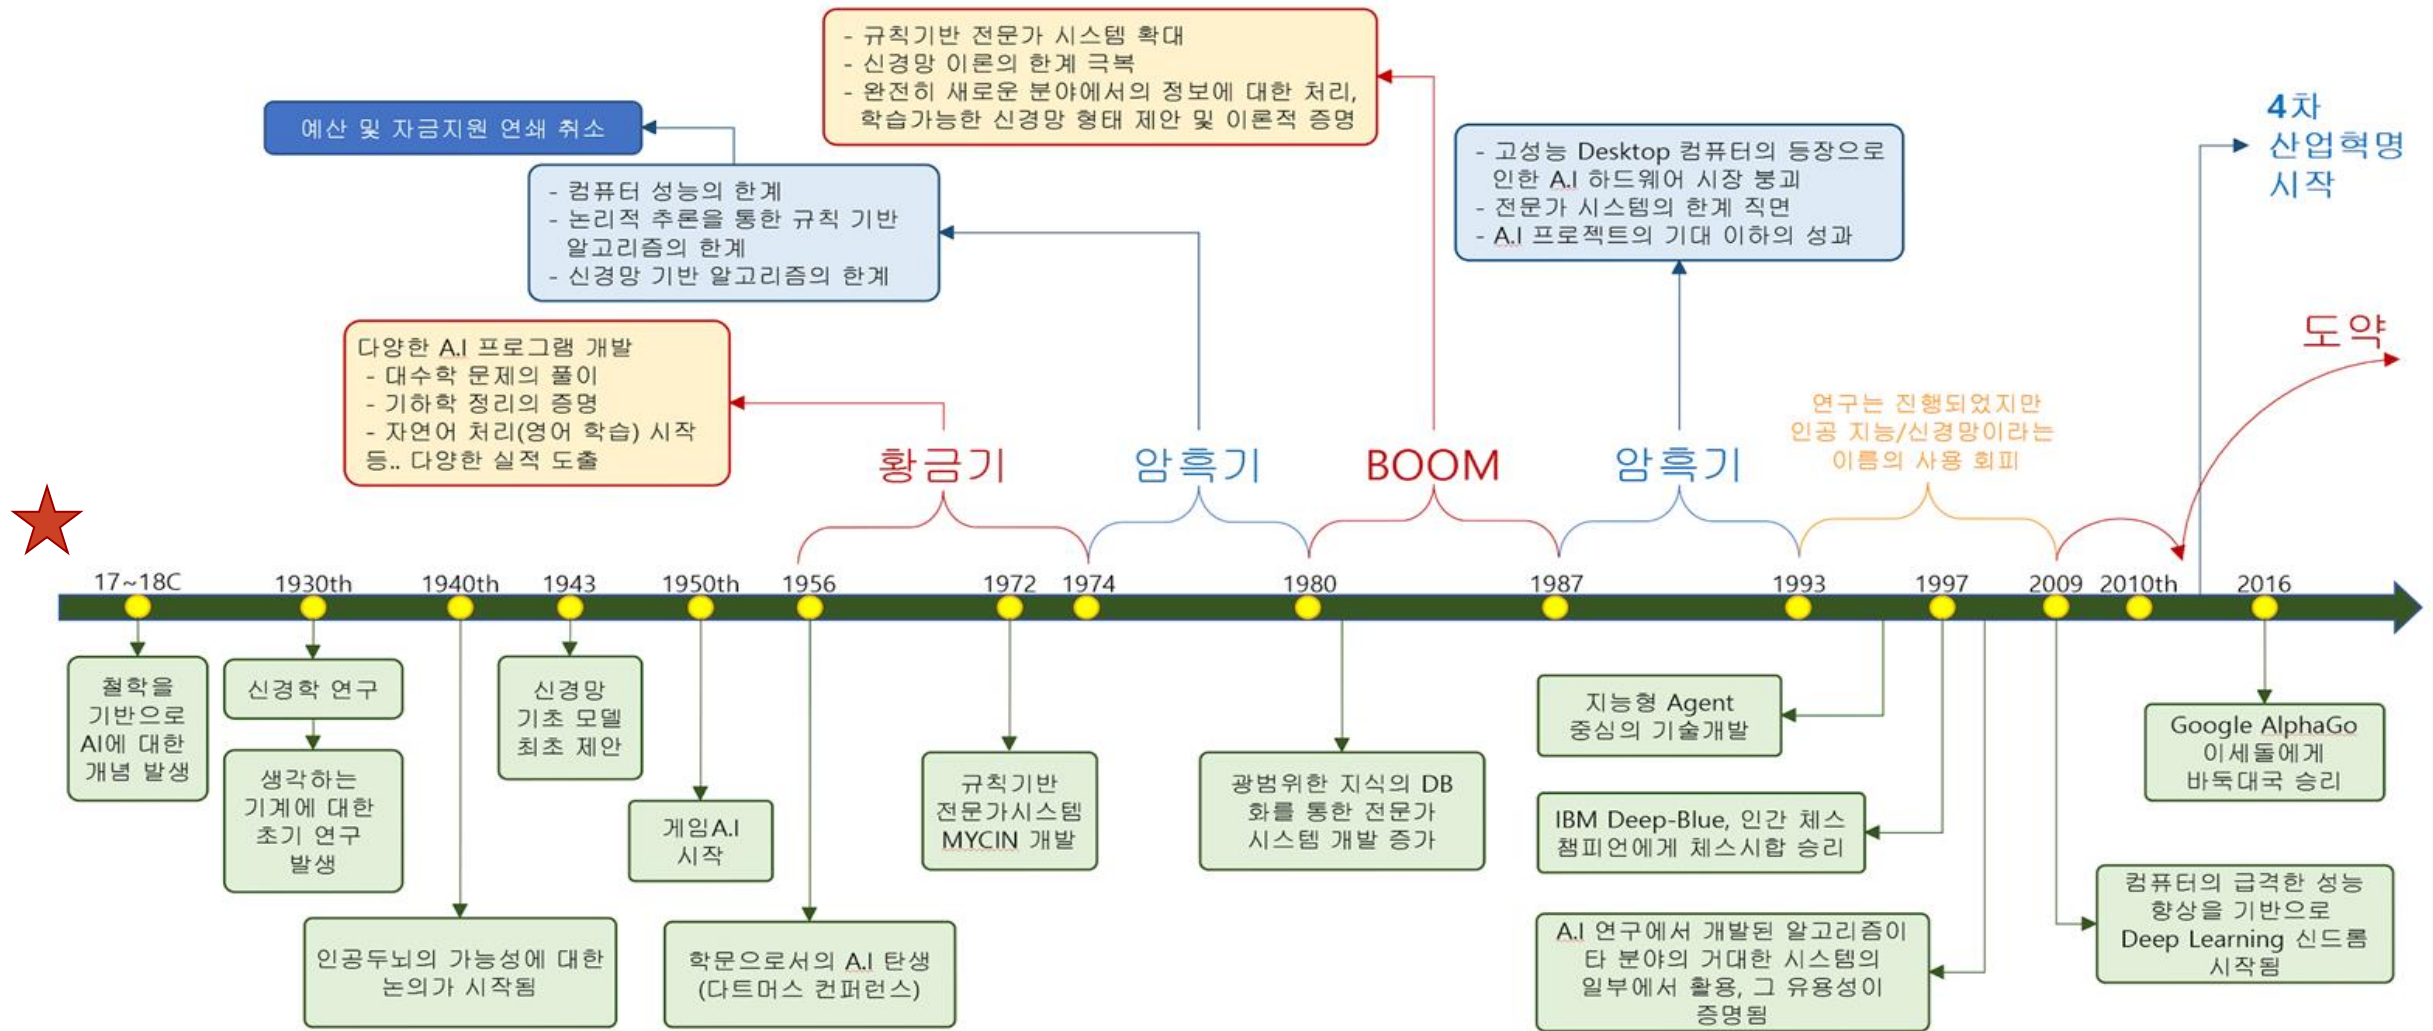 - 규칙기반 전문가 시스템 확대
- 신경망 이론의 한계 극복
- 완전히 새로운 분야에서의 정보에 대한 처리,
학습가능한 신경망 형태 제안 및 이론적 증명
예산 및 자금지원 연쇄 취소
- 컴퓨터 성능의 한계
- 논리적 추론을 통한 규칙 기반
알고리즘의 한계
- 신경망 기반 알고리즘의 한계
- 고성능 Desktop 컴퓨터의 등장으로
인한 A.I 하드웨어 시장 붕괴
- 전문가 시스템의 한계 직면
- A.I 프로젝트의 기대 이하의 성과
4차
산업혁명
시작
다양한 A.I 프로그램 개발
- 대수학 문제의 풀이
- 기하학 정리의 증명
- 자연어 처리(영어 학습) 시작
등.. 다양한 실적 도출
도약
연구는 진행되었지만
인공 지능/신경망이라는
이름의 사용 회피
황금기
암흑기
BOOM
암흑기
17~18C
1930th
1940th
1943
1950th
1956
1972
1974
1980
1987
1993
1997
2009
2010th
2016
철학을
기반으로
AI에 대한
개념 발생
신경학 연구
생각하는
기계에 대한
초기 연구
발생
인공두뇌의 가능성에 대한
논의가 시작됨
신경망
기초 모델
최초 제안
게임A.I
시작
학문으로서의 A.I 탄생
(다트머스 컨퍼런스)
규칙기반
전문가시스템
MYCIN 개발
광범위한 지식의 DB
화를 통한 전문가
시스템 개발 증가
지능형 Agent
중심의 기술개발
IBM Deep-Blue, 인간 체스
챔피언에게 체스시합 승리
A.I 연구에서 개발된 알고리즘이
타 분야의 거대한 시스템의
일부에서 활용, 그 유용성이
증명됨
Google AlphaGo
이세돌에게
바둑대국 승리
컴퓨터의 급격한 성능
향상을 기반으로
Deep Learning 신드롬
시작됨